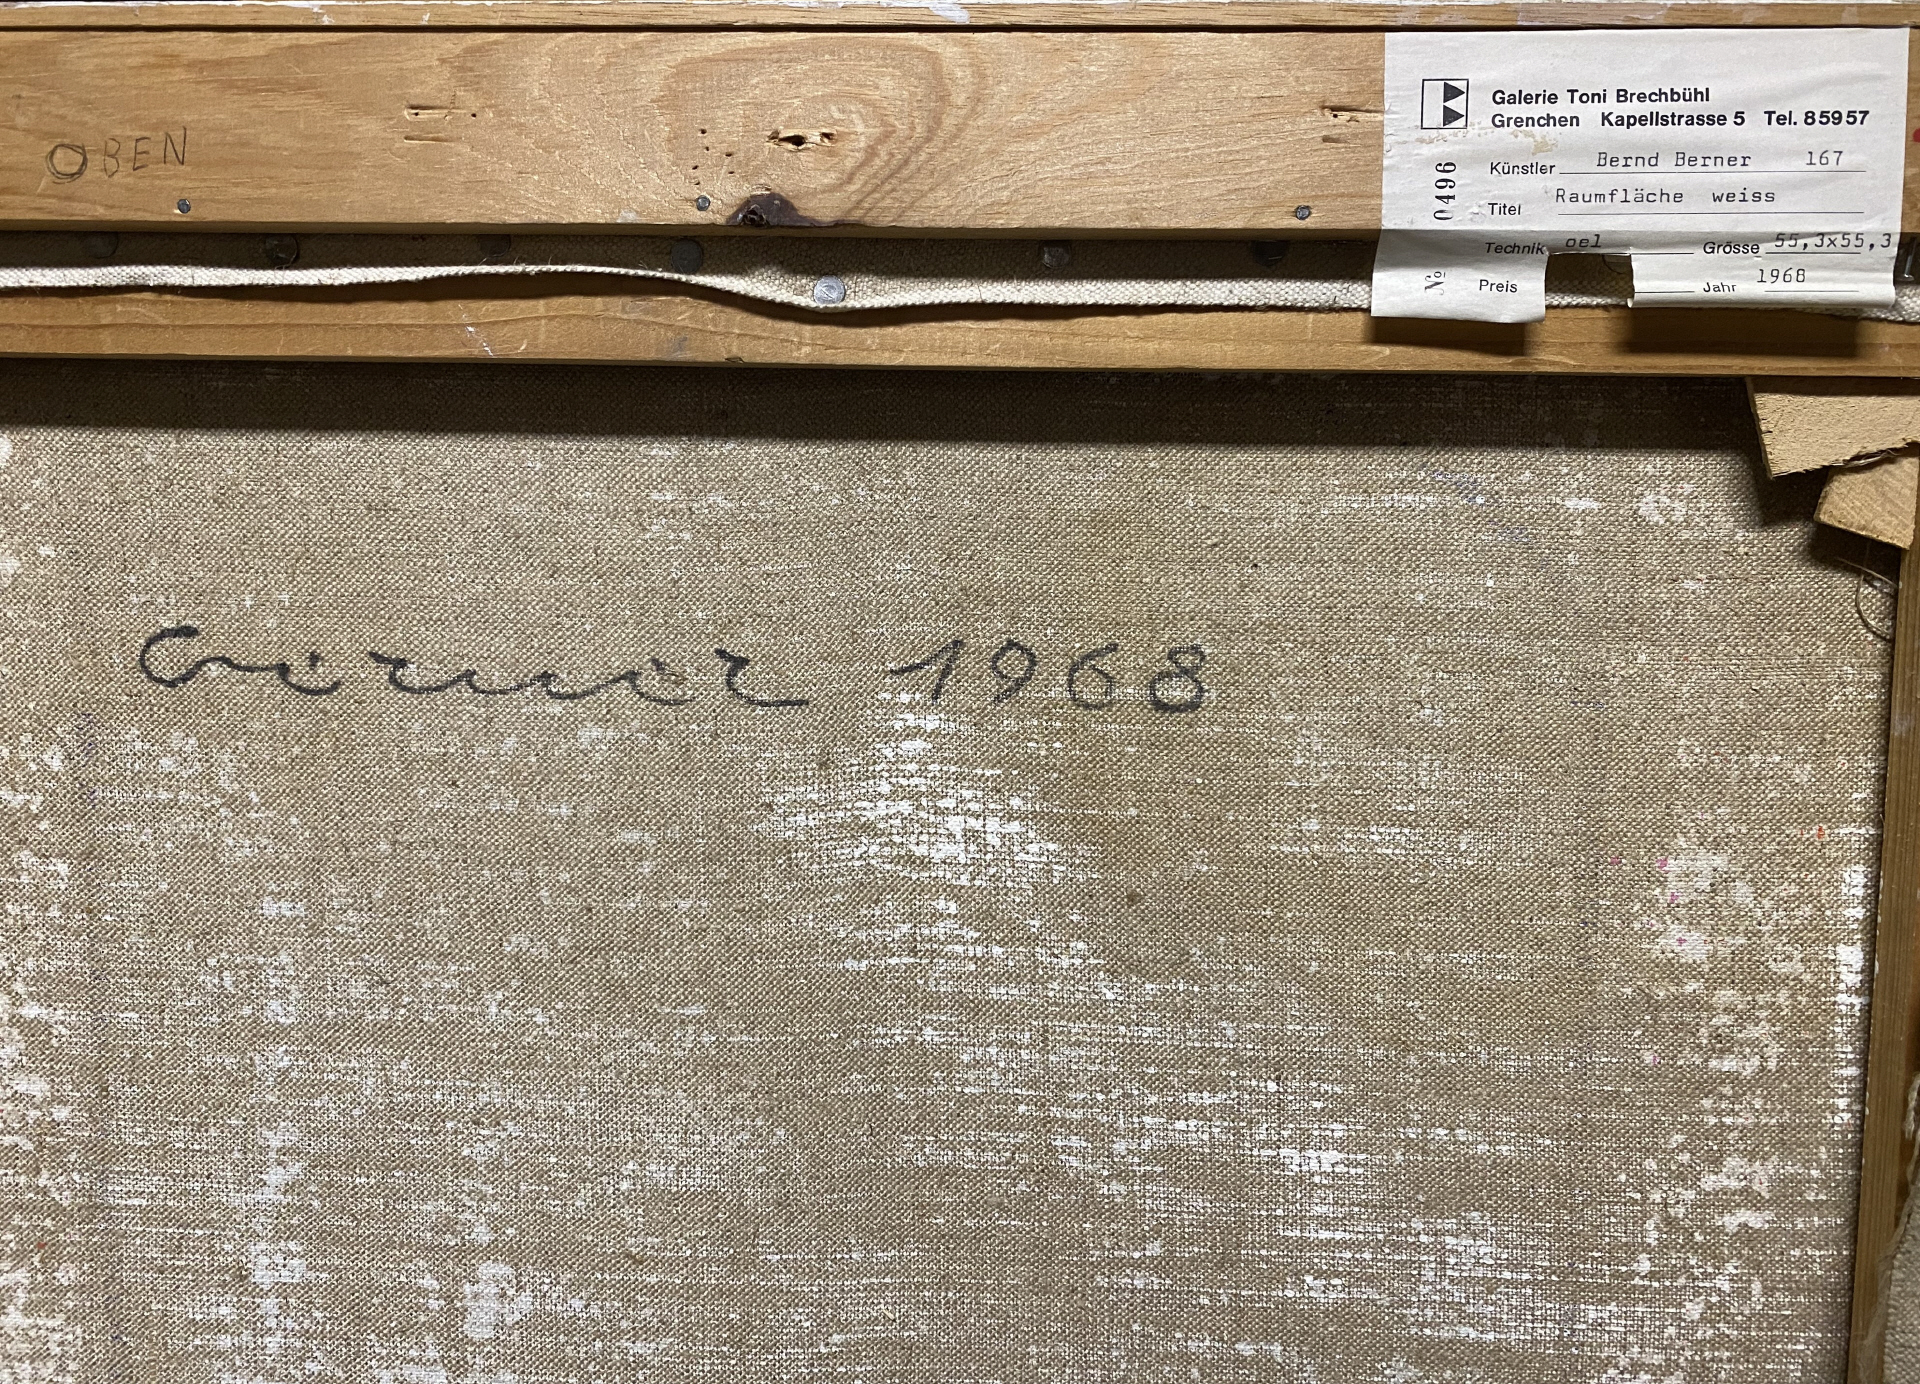 OBEN
Galerie Toni Brechbühl
Grenchen Kapellstrasse 5 Tel. 85957
Künstler Bernd Berner 167
0496
Titel Raumfläche weiss
Technik oel Grösse 55,3x55,3
No Preis Jahr 1968
Berner 1968